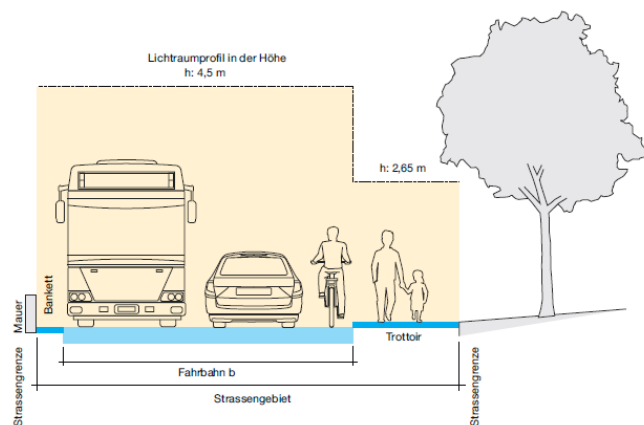 Lichtraumprofil in der Höhe
h: 4,5 m
h: 2,65 m
Mauer
Bankett
Trottoir
Fahrbahn b
Strassengebiet
Strassengrenze
Strassengrenze